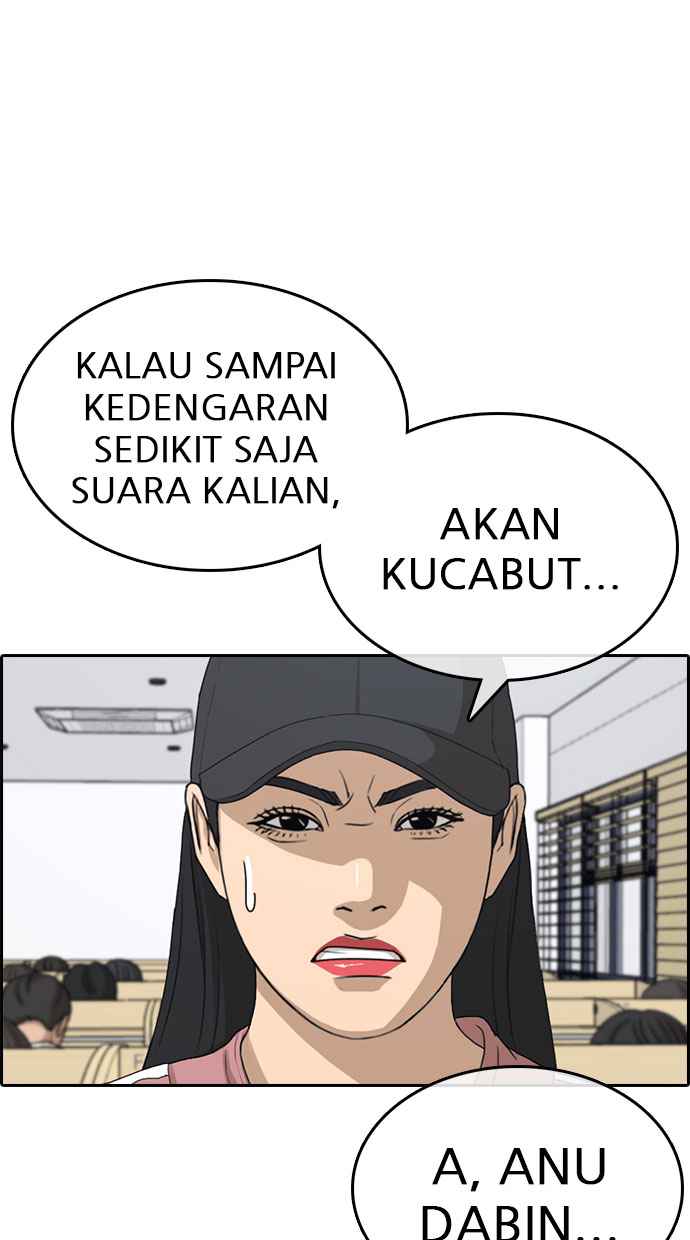 KALAU SAMPAI
KEDENGARAN
SEDIKIT SAJA
SUARA KALIAN,
AKAN
KUCABUT...
A, ANU
DABIN...